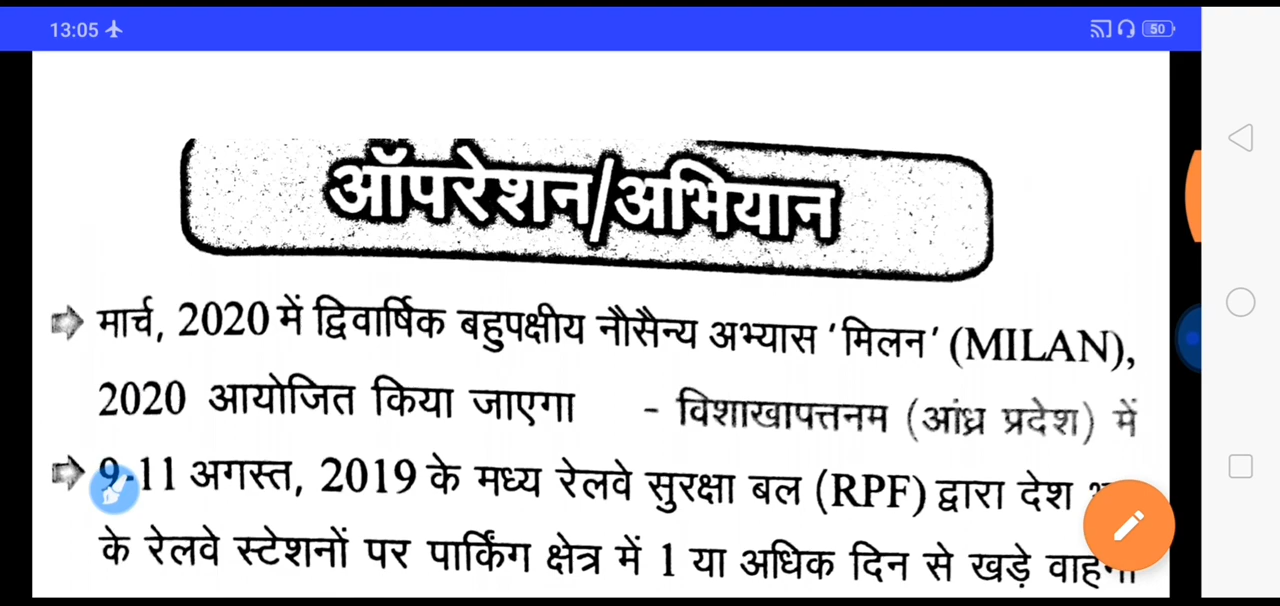 13:05
50
ऑपरेशन/अभियान
मार्च, 2020 में द्विवार्षिक बहुपक्षीय नौसैन्य अभ्यास ‘मिलन’ (MILAN),
2020 आयोजित किया जाएगा - विशाखापत्तनम (आंध्र प्रदेश) में
9-11 अगस्त, 2019 के मध्य रेलवे सुरक्षा बल (RPF) द्वारा देश
के रेलवे स्टेशनों पर पार्किंग क्षेत्र में 1 या अधिक दिन से खड़े